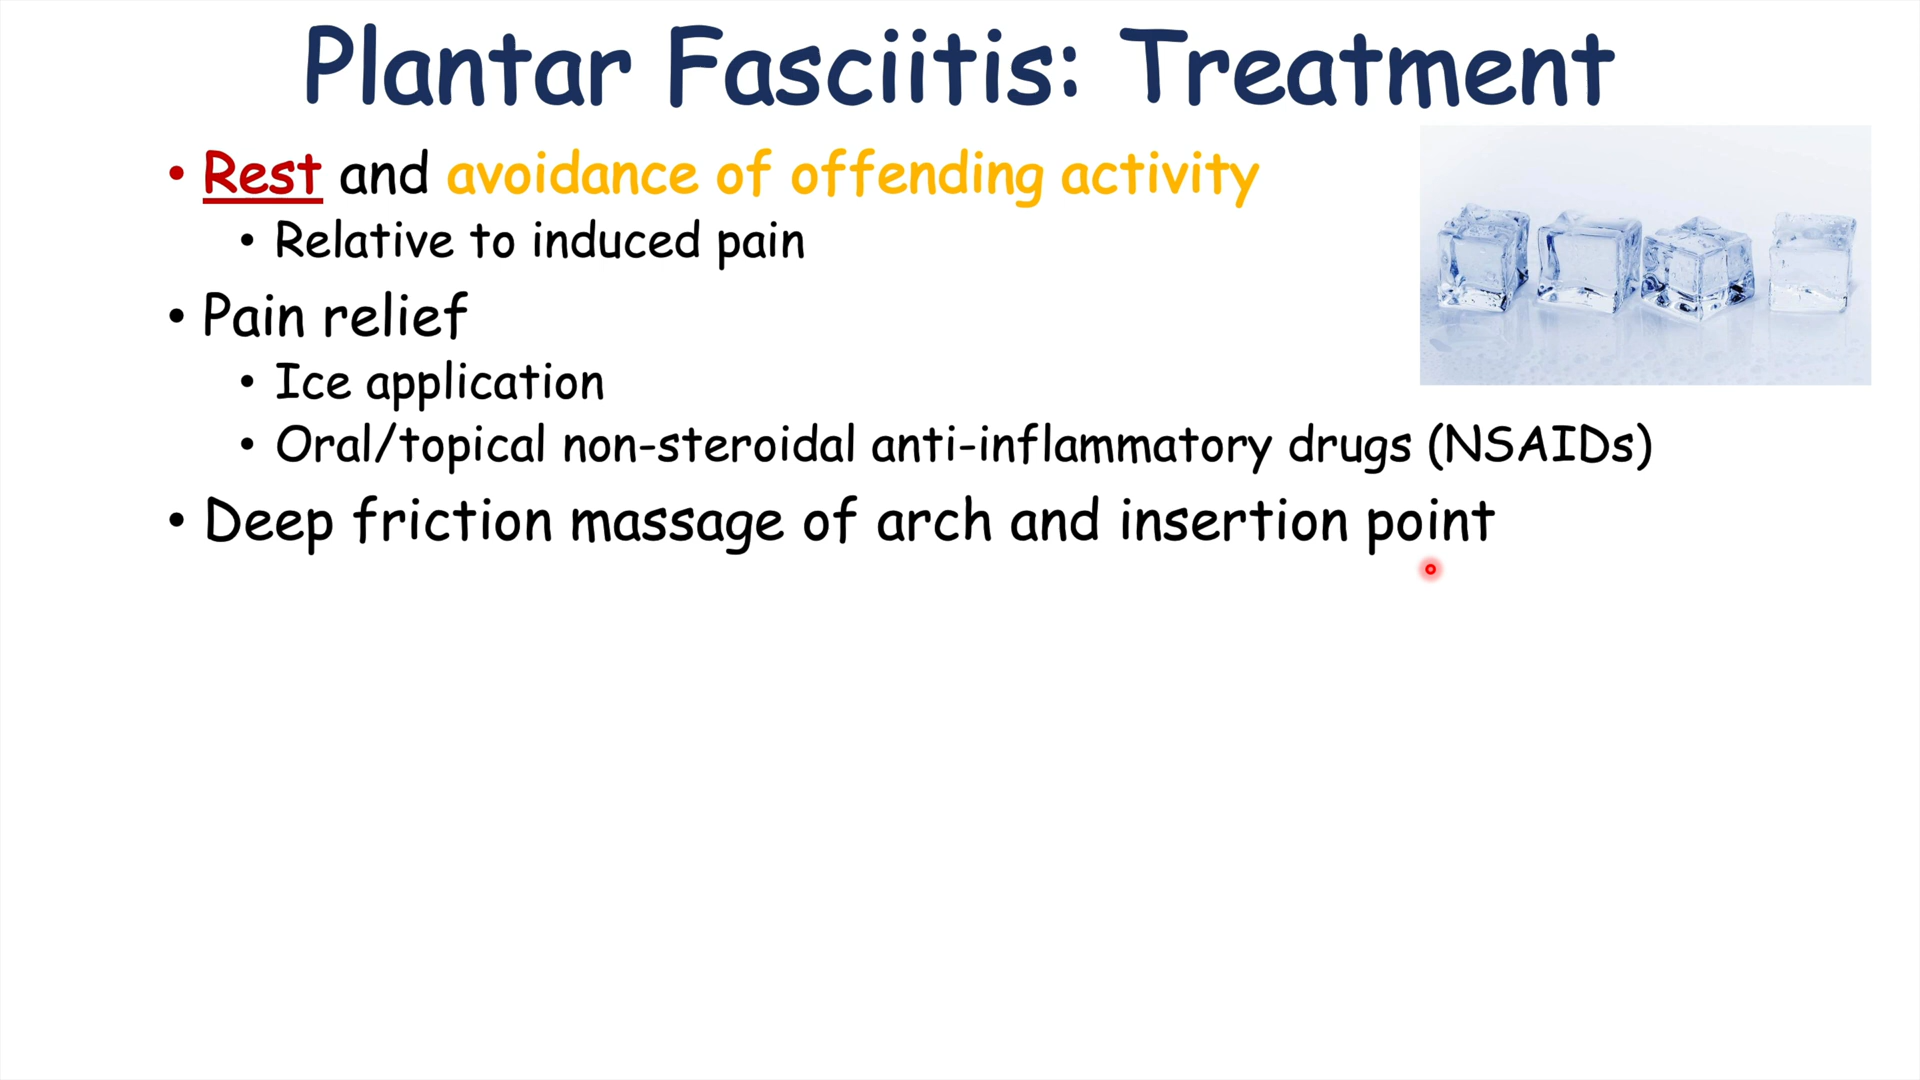 Plantar Fasciitis: Treatment
• Rest and avoidance of offending activity
• Relative to induced pain
• Pain relief
• Ice application
• Oral/topical non-steroidal anti-inflammatory drugs (NSAIDs)
• Deep friction massage of arch and insertion point